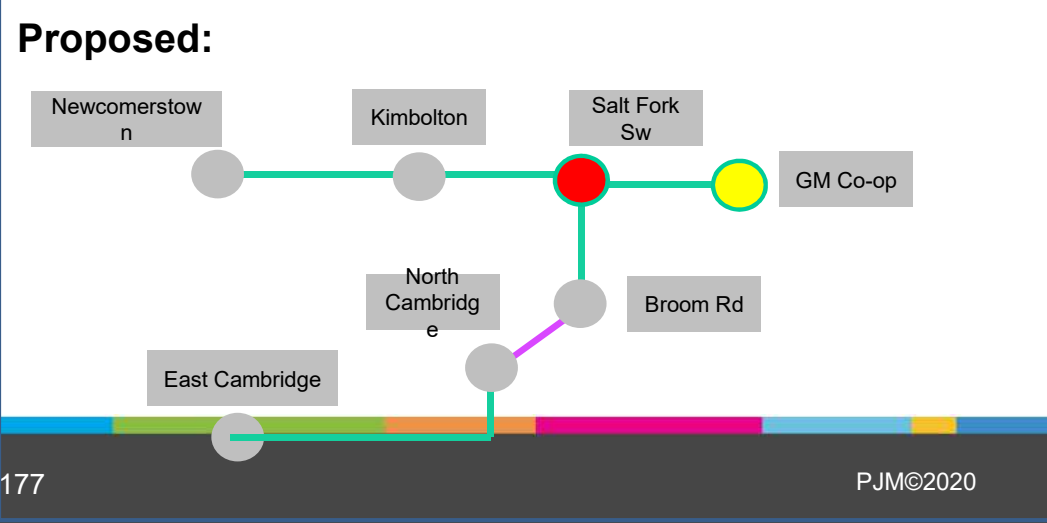 Proposed:
Newcomerstow
n
Kimbolton
Salt Fork
Sw
GM Co-op
North
Cambridg
e
Broom Rd
East Cambridge
177
PJM©2020